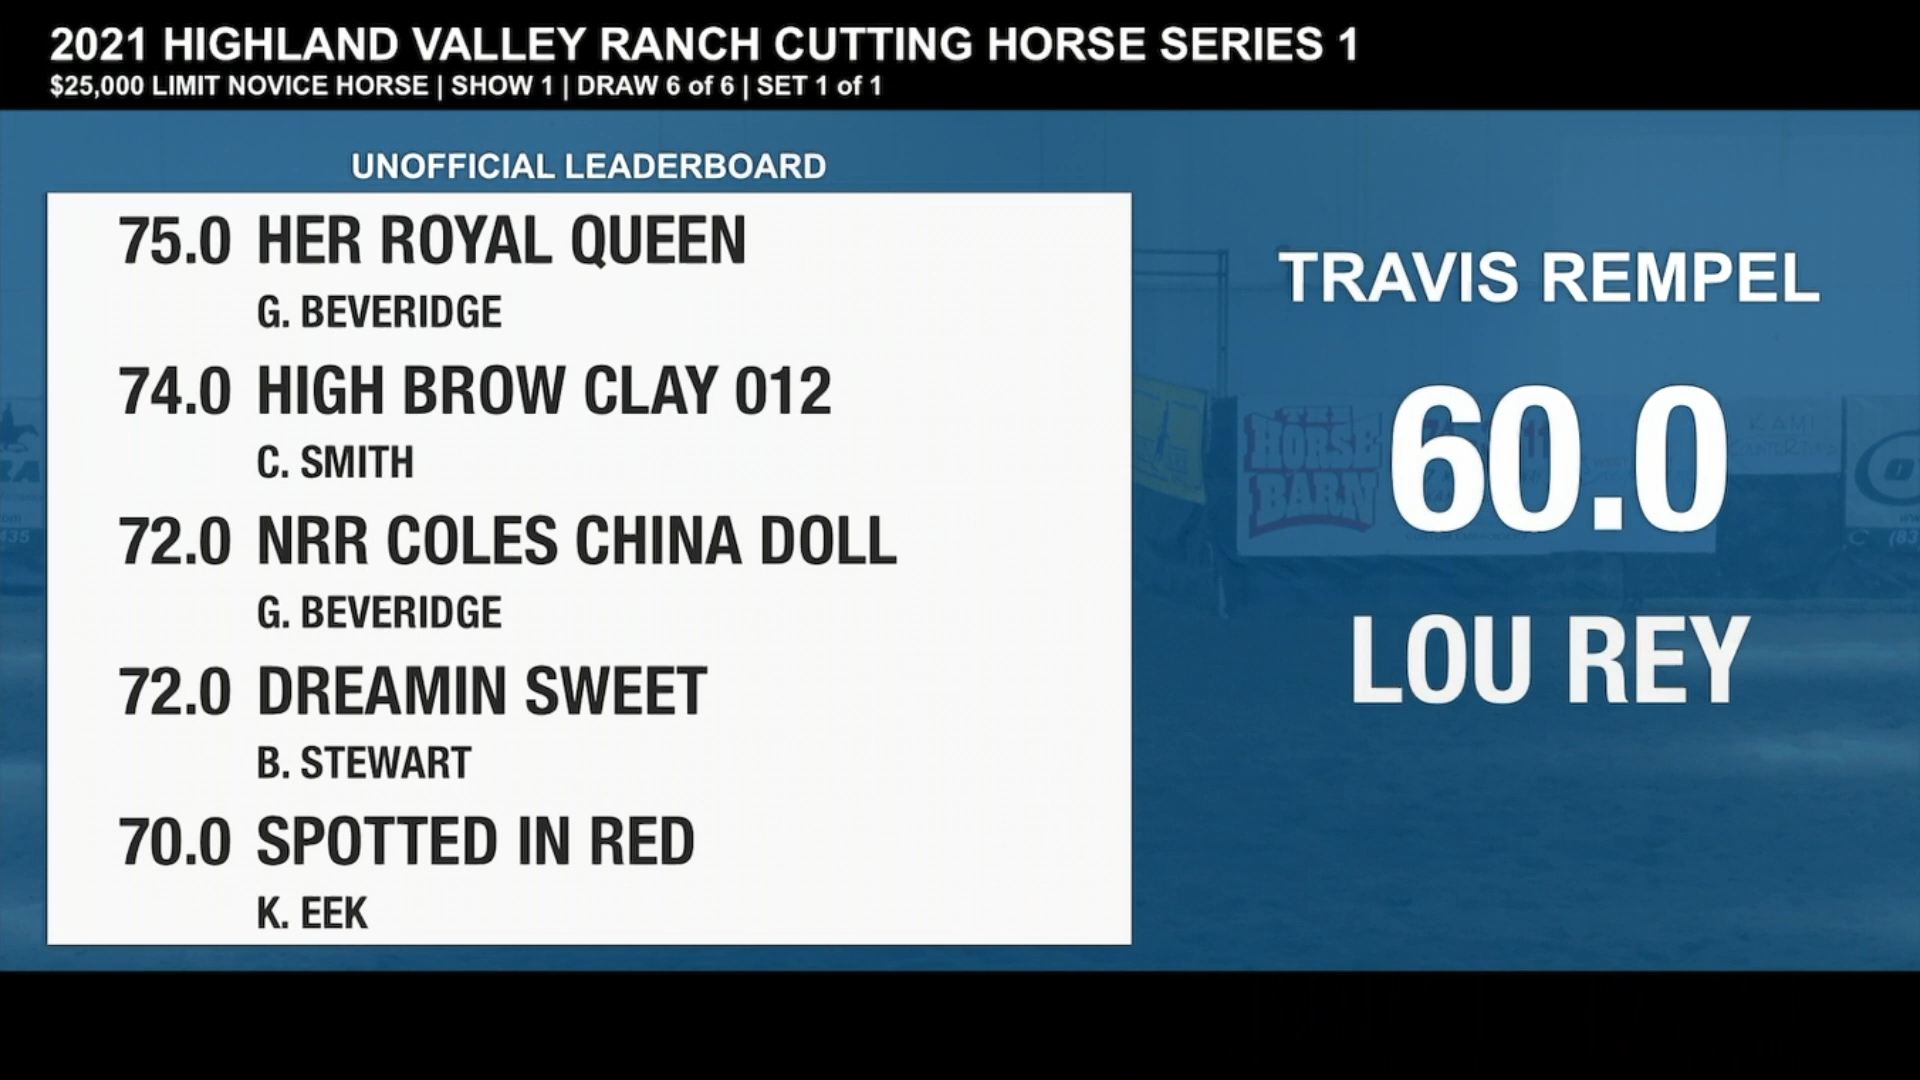 2021 HIGHLAND VALLEY RANCH CUTTING HORSE SERIES 1
$25,000 LIMIT NOVICE HORSE | SHOW 1 | DRAW 6 of 6 | SET 1 of 1
UNOFFICIAL LEADERBOARD
75.0 HER ROYAL QUEEN
G. BEVERIDGE
74.0 HIGH BROW CLAY 012
C. SMITH
72.0 NRR COLES CHINA DOLL
G. BEVERIDGE
72.0 DREAMIN SWEET
B. STEWART
70.0 SPOTTED IN RED
K. EEK
TRAVIS REMPEL
60.0
LOU REY
THE
HORSE
BARN